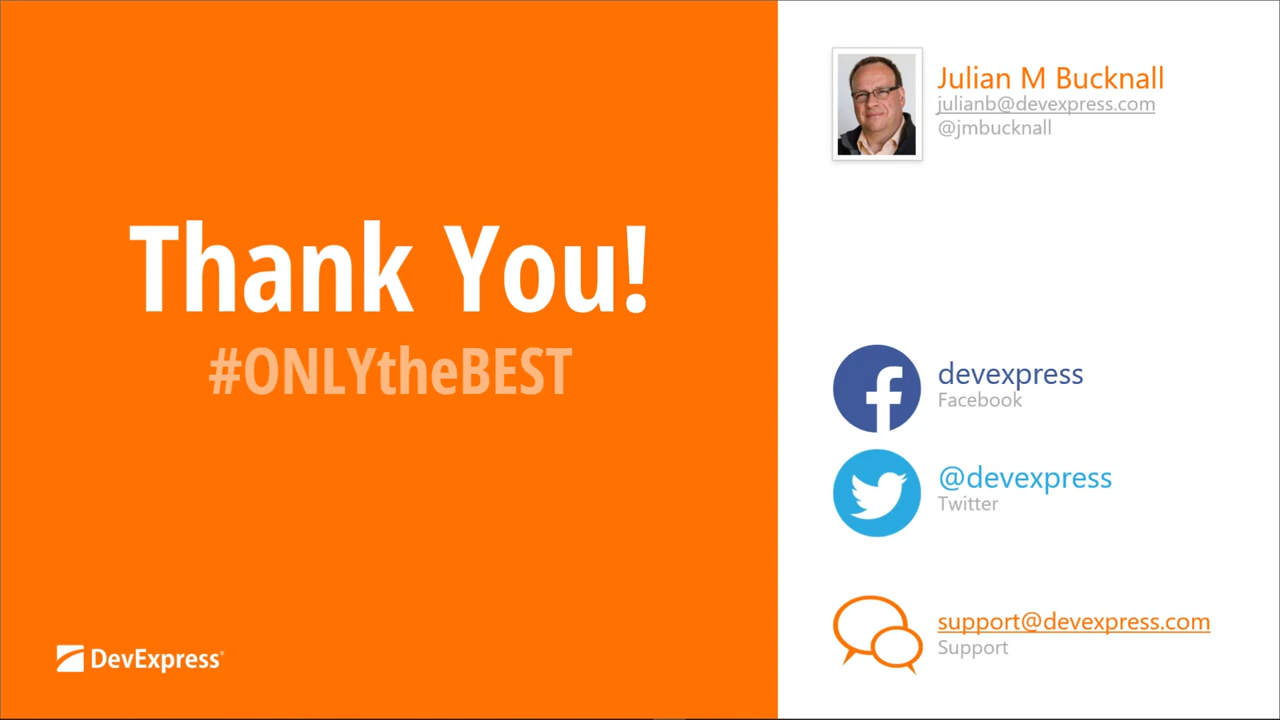 Thank You!
#ONLYtheBEST
DevExpress®
Julian M Bucknall
julianb@devexpress.com
@jmbucknall
devexpress
Facebook
@devexpress
Twitter
support@devexpress.com
Support